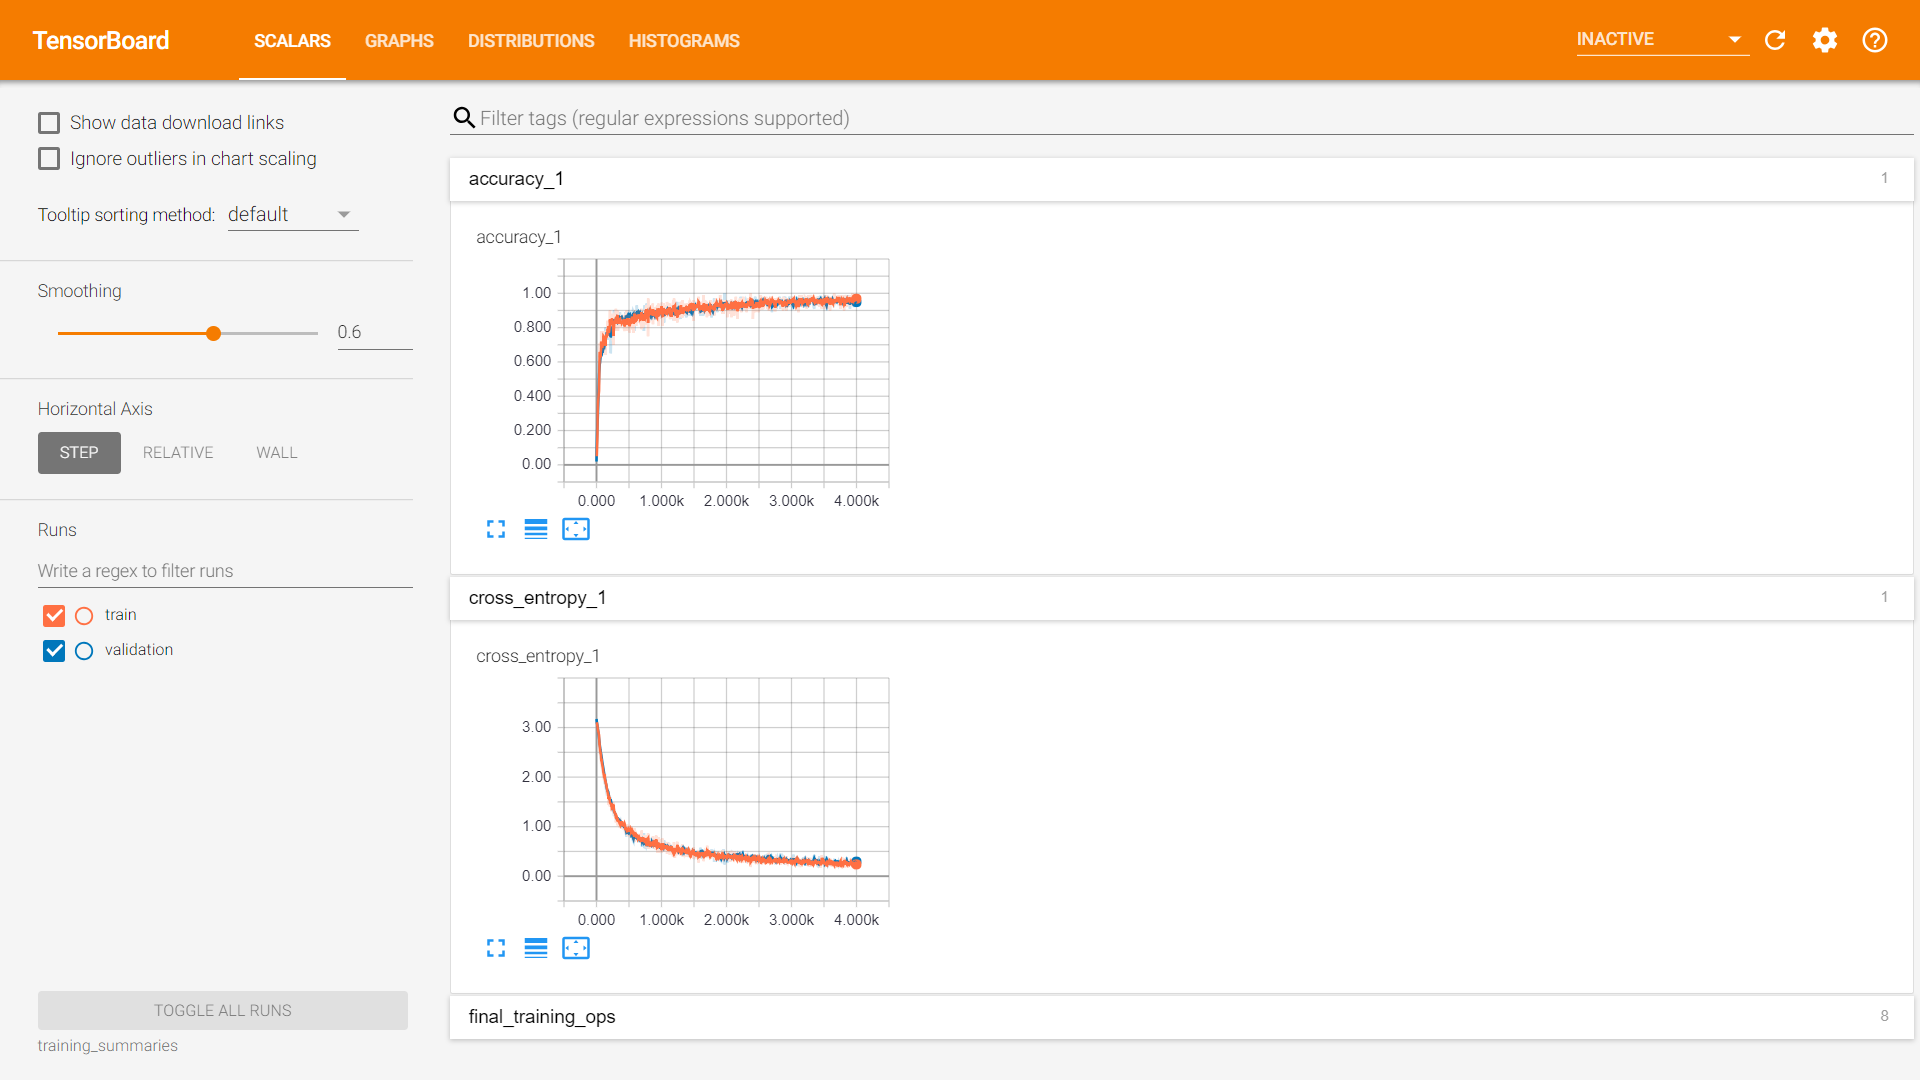 TensorBoard SCALARS GRAPHS DISTRIBUTIONS HISTOGRAMS INACTIVE
Show data download links
Ignore outliers in chart scaling
Tooltip sorting method: default
Smoothing
0.6
Horizontal Axis
STEP RELATIVE WALL
Runs
Write a regex to filter runs
train
validation
TOGGLE ALL RUNS
training_summaries
Filter tags (regular expressions supported)
accuracy_1 1
accuracy_1
1.00
0.800
0.600
0.400
0.200
0.00
0.000 1.000k 2.000k 3.000k 4.000k
cross_entropy_1 1
cross_entropy_1
3.00
2.00
1.00
0.00
0.000 1.000k 2.000k 3.000k 4.000k
final_training_ops 8